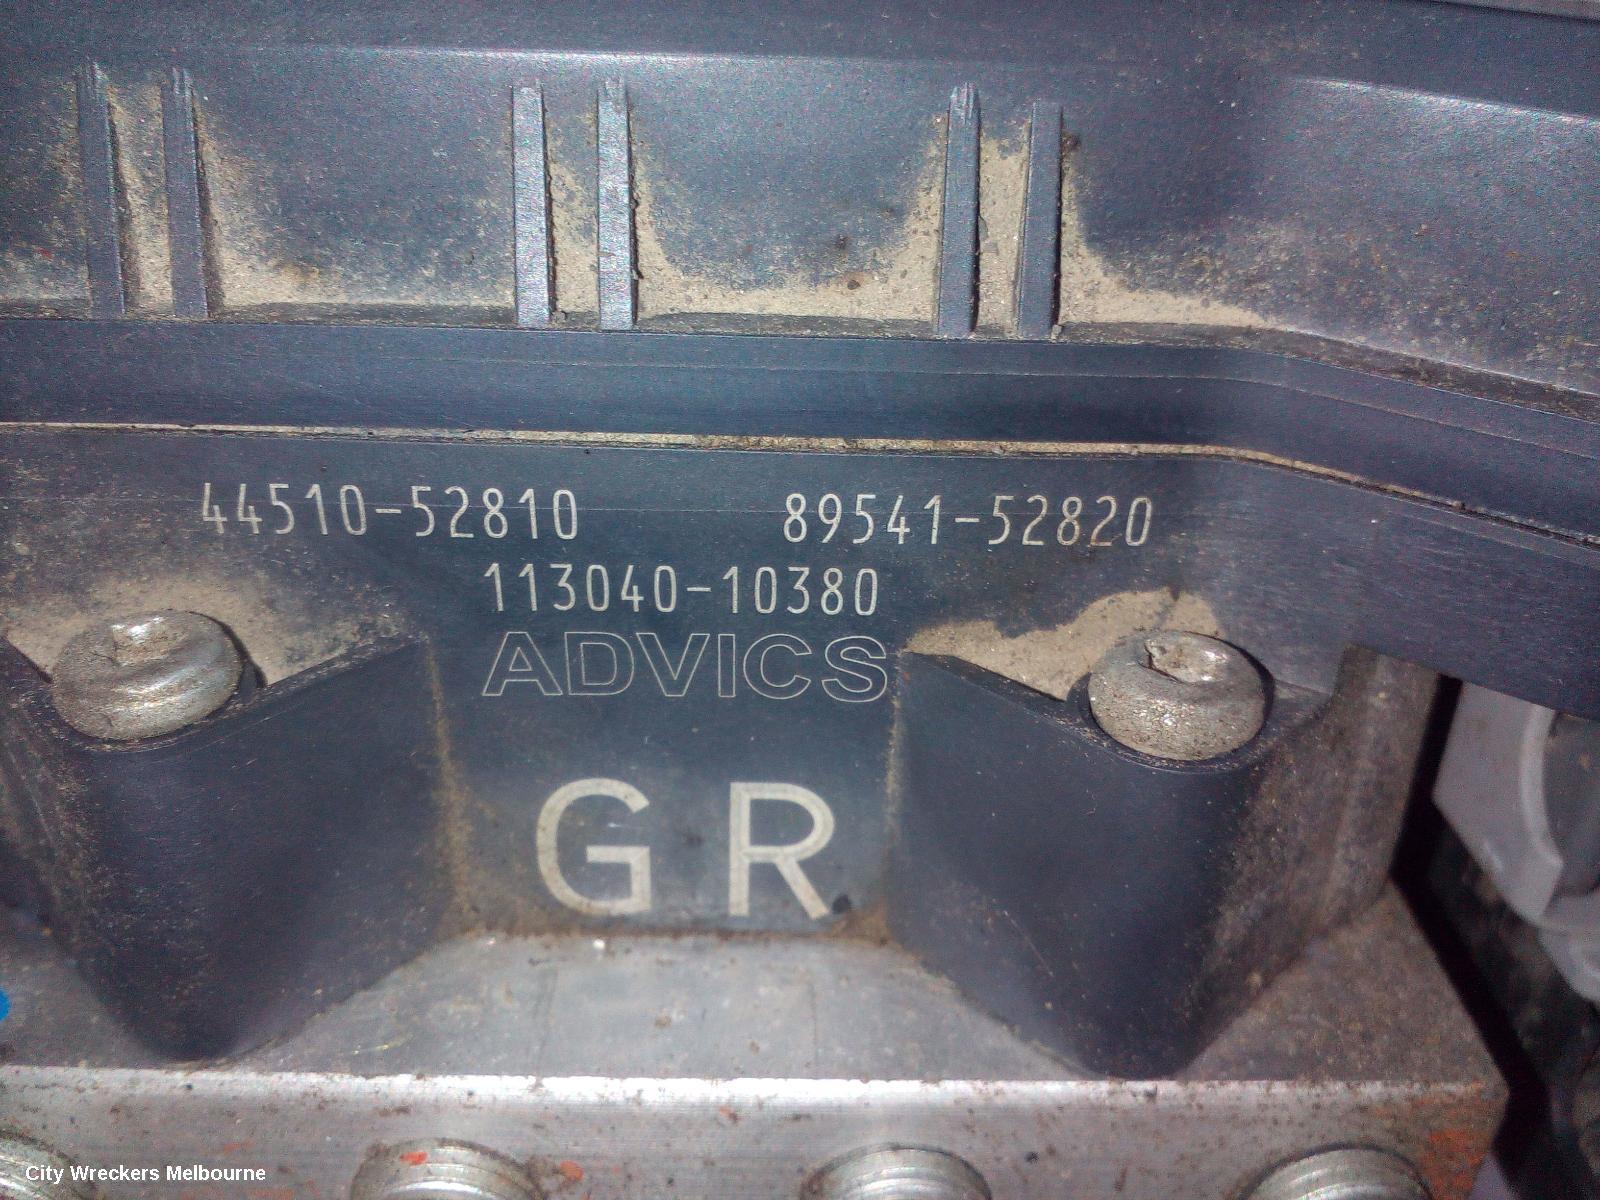 44510-52810 89541-52820
113040-10380
ADVICS
GR
City Wreckers Melbourne